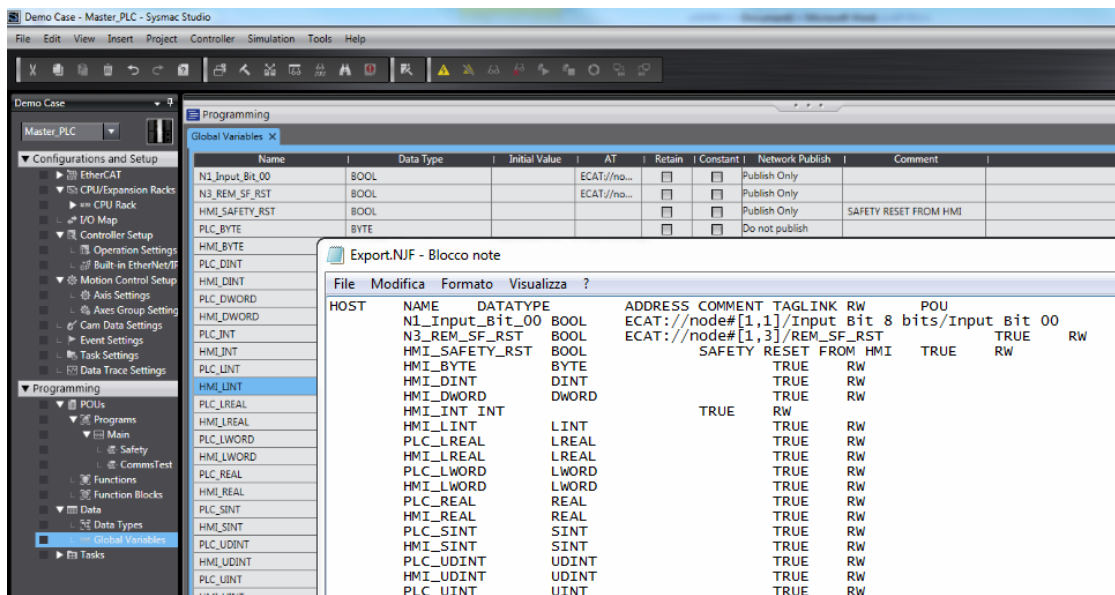 Demo Case - Master_PLC - Sysmac Studio
File Edit View Insert Project Controller Simulation Tools Help
Demo Case
Master_PLC
Configurations and Setup
EtherCAT
CPU/Expansion Racks
CPU Rack
I/O Map
Controller Setup
Operation Settings
Built-in EtherNet/IF
Motion Control Setup
Axis Settings
Axes Group Setting
Cam Data Settings
Event Settings
Task Settings
Data Trace Settings
Programming
POUs
Programs
Main
Safety
CommsTest
Functions
Function Blocks
Data
Data Types
Global Variables
Tasks
Programming
Global Variables X
Name Data Type Initial Value AT Retain Constant Network Publish Comment
N1_Input_Bit_00 BOOL ECAT://no... Publish Only
N3_REM_SF_RST BOOL ECAT://no... Publish Only
HMI_SAFETY_RST BOOL Publish Only SAFETY RESET FROM HMI
PLC_BYTE BYTE Do not publish
HMI_BYTE
PLC_DINT
HMI_DINT
PLC_DWORD
HMI_DWORD
PLC_INT
HMI_INT
PLC_LINT
HMI_LINT
PLC_LREAL
HMI_LREAL
PLC_LWORD
HMI_LWORD
PLC_REAL
HMI_REAL
PLC_SINT
HMI_SINT
PLC_UDINT
HMI_UDINT
PLC_UINT
Export.NJF - Blocco note
File Modifica Formato Visualizza ?
HOST NAME DATATYPE ADDRESS COMMENT TAGLINK RW POU
N1_Input_Bit_00 BOOL ECAT://node#[1,1]/Input Bit 8 bits/Input Bit 00
N3_REM_SF_RST BOOL ECAT://node#[1,3]/REM_SF_RST TRUE RW
HMI_SAFETY_RST BOOL SAFETY RESET FROM HMI TRUE RW
HMI_BYTE BYTE TRUE RW
HMI_DINT DINT TRUE RW
HMI_DWORD DWORD TRUE RW
HMI_INT INT TRUE RW
HMI_LINT LINT TRUE RW
PLC_LREAL LREAL TRUE RW
HMI_LREAL LREAL TRUE RW
PLC_LWORD LWORD TRUE RW
HMI_LWORD LWORD TRUE RW
PLC_REAL REAL TRUE RW
HMI_REAL REAL TRUE RW
PLC_SINT SINT TRUE RW
HMI_SINT SINT TRUE RW
PLC_UDINT UDINT TRUE RW
HMI_UDINT UDINT TRUE RW
PLC_UINT UINT TRUE RW